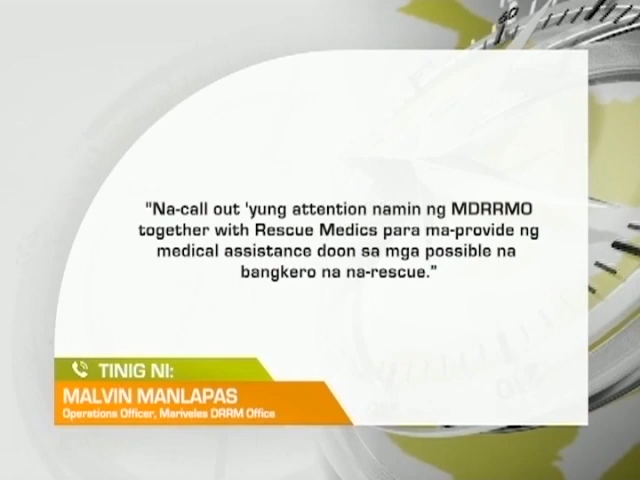 "Na-call out 'yung attention namin ng MDRRMO
together with Rescue Medics para ma-provide ng
medical assistance doon sa mga possible na
bangkero na na-rescue."
TINIG NI:
MALVIN MANLAPAS
Operations Officer, Mariveles DRRM Office